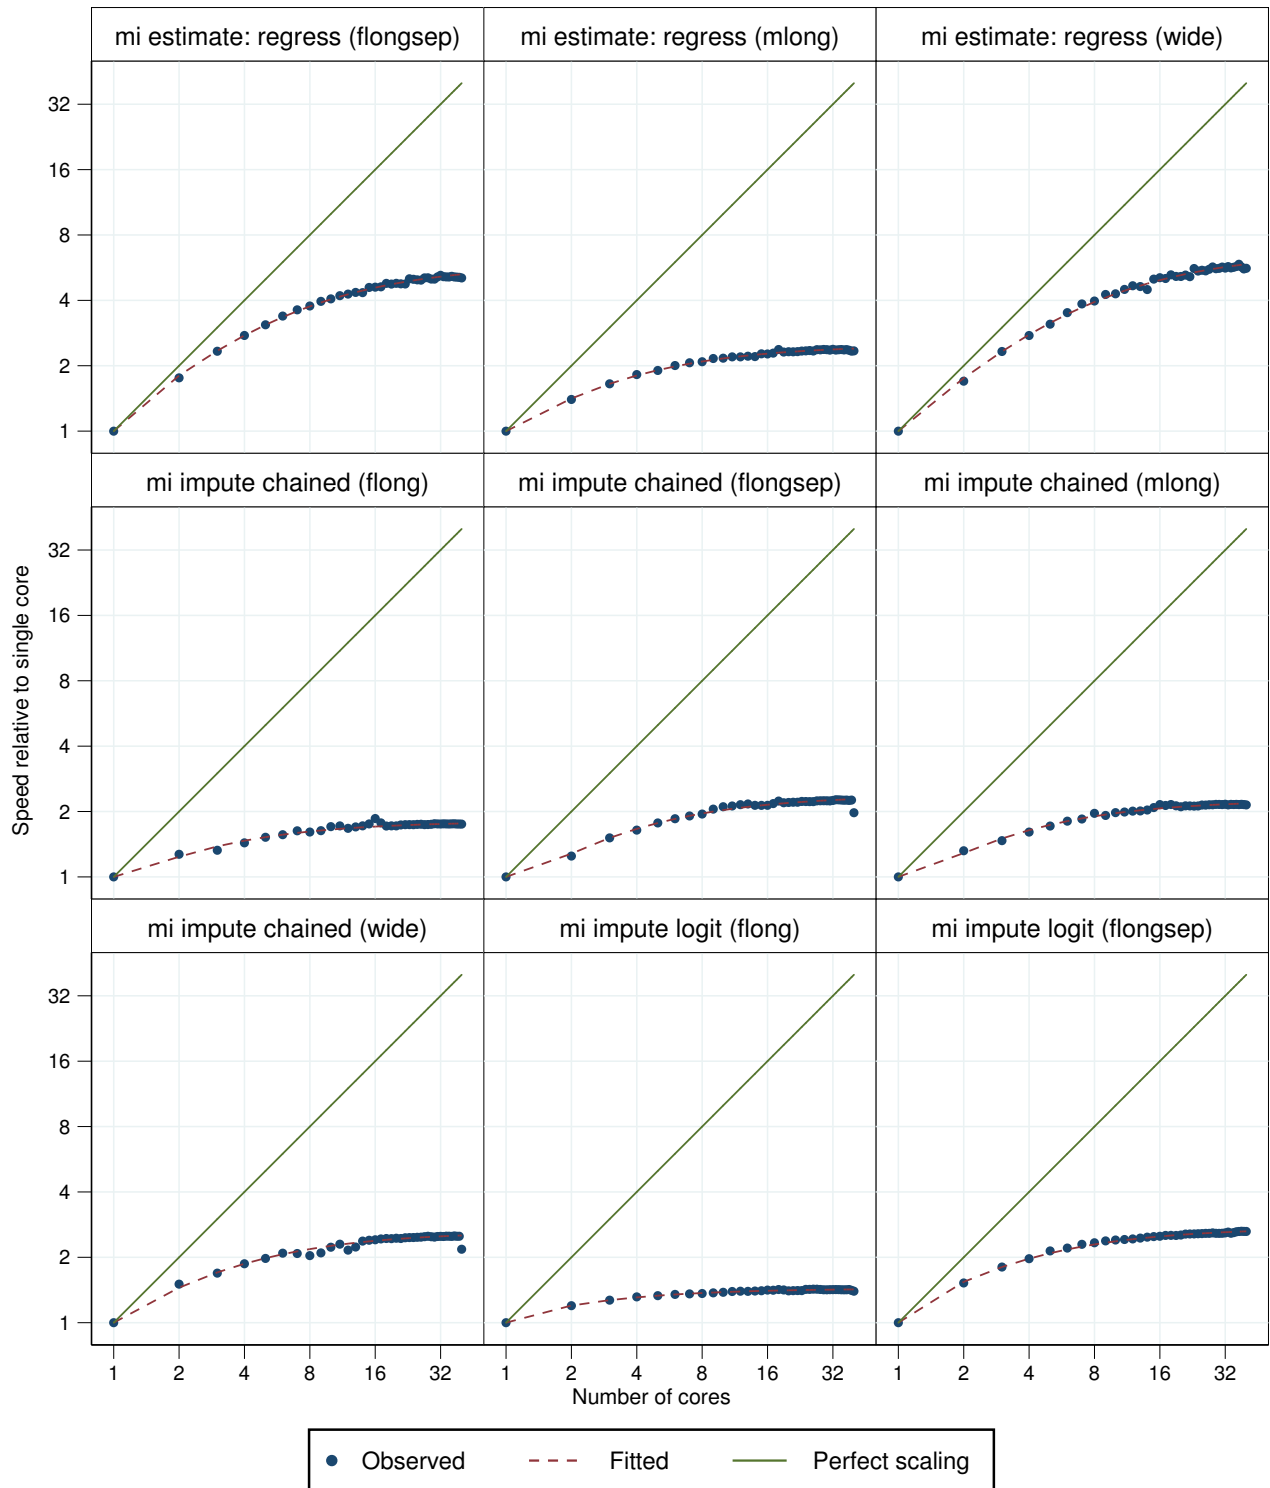 mi estimate: regress (flongsep)
mi estimate: regress (mlong)
mi estimate: regress (wide)
32
16
8
4
2
1
mi impute chained (flong)
mi impute chained (flongsep)
mi impute chained (mlong)
32
16
8
4
2
1
Speed relative to single core
mi impute chained (wide)
mi impute logit (flong)
mi impute logit (flongsep)
32
16
8
4
2
1
1 2 4 8 16 32
1 2 4 8 16 32
1 2 4 8 16 32
Number of cores
Observed
Fitted
Perfect scaling